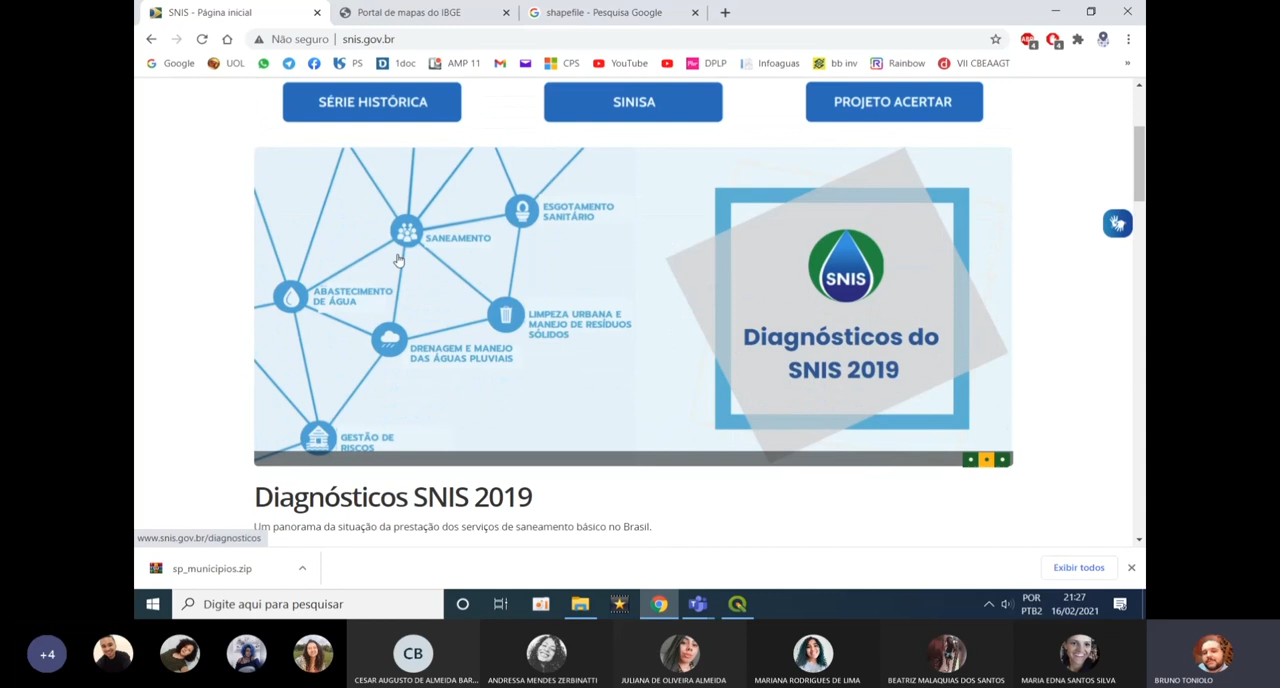 SNIS - Página inicial
Portal de mapas do IBGE
shapefile - Pesquisa Google
Não seguro | snis.gov.br
Google
UOL
PS
1doc
AMP 11
CPS
YouTube
DPLP
Infoaguas
bb inv
Rainbow
VII CBEAAGT
»
SÉRIE HISTÓRICA
SINISA
PROJETO ACERTAR
ESGOTAMENTO
SANITÁRIO
SANEAMENTO
ABASTECIMENTO
DE ÁGUA
LIMPEZA URBANA E
MANEJO DE RESÍDUOS
SÓLIDOS
DRENAGEM E MANEJO
DAS ÁGUAS PLUVIAIS
GESTÃO DE
RISCOS
SNIS
Diagnósticos do
SNIS 2019
Diagnósticos SNIS 2019
Um panorama da situação da prestação dos serviços de saneamento básico no Brasil.
www.snis.gov.br/diagnosticos
sp_municipios.zip
Exibir todos
Digite aqui para pesquisar
POR
PTB2
21:27
16/02/2021
+4
CB
CESAR AUGUSTO DE ALMEIDA BAR...
ANDRESSA MENDES ZERBINATTI
JULIANA DE OLIVEIRA ALMEIDA
MARIANA RODRIGUES DE LIMA
BEATRIZ MALAQUIAS DOS SANTOS
MARIA EDNA SANTOS SILVA
BRUNO TONIOLO